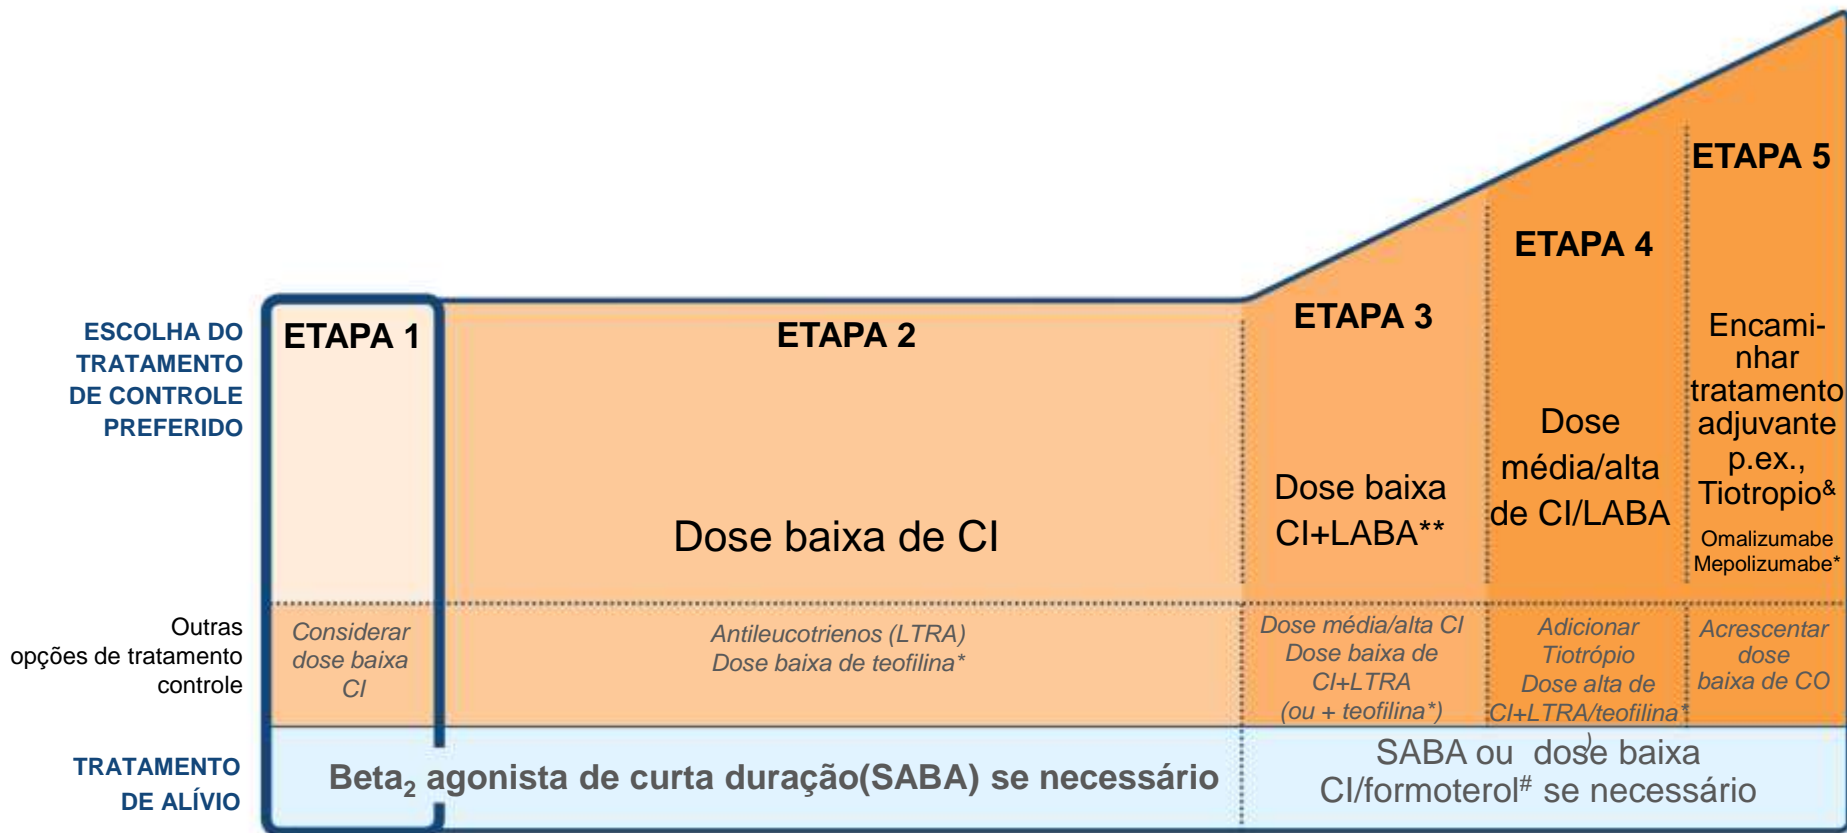 ESCOLHA DO
TRATAMENTO
DE CONTROLE
PREFERIDO
ETAPA 1
ETAPA 2
Dose baixa de CI
ETAPA 3
Dose baixa
CI+LABA**
ETAPA 4
Dose
média/alta
de CI/LABA
ETAPA 5
Encami-
nhar
tratamento
adjuvante
p.ex.,
Tiotropio&
Omalizumabe
Mepolizumabe*
Outras
opções de tratamento
controle
Considerar
dose baixa
CI
Antileucotrienos (LTRA)
Dose baixa de teofilina*
Dose média/alta CI
Dose baixa de
CI+LTRA
(ou + teofilina*)
Adicionar
Tiotrópio
Dose alta de
CI+LTRA/teofilina*
)
Acrescentar
dose
baixa de CO
TRATAMENTO
DE ALÍVIO
Beta2 agonista de curta duração(SABA) se necessário
SABA ou dose baixa
CI/formoterol# se necessário